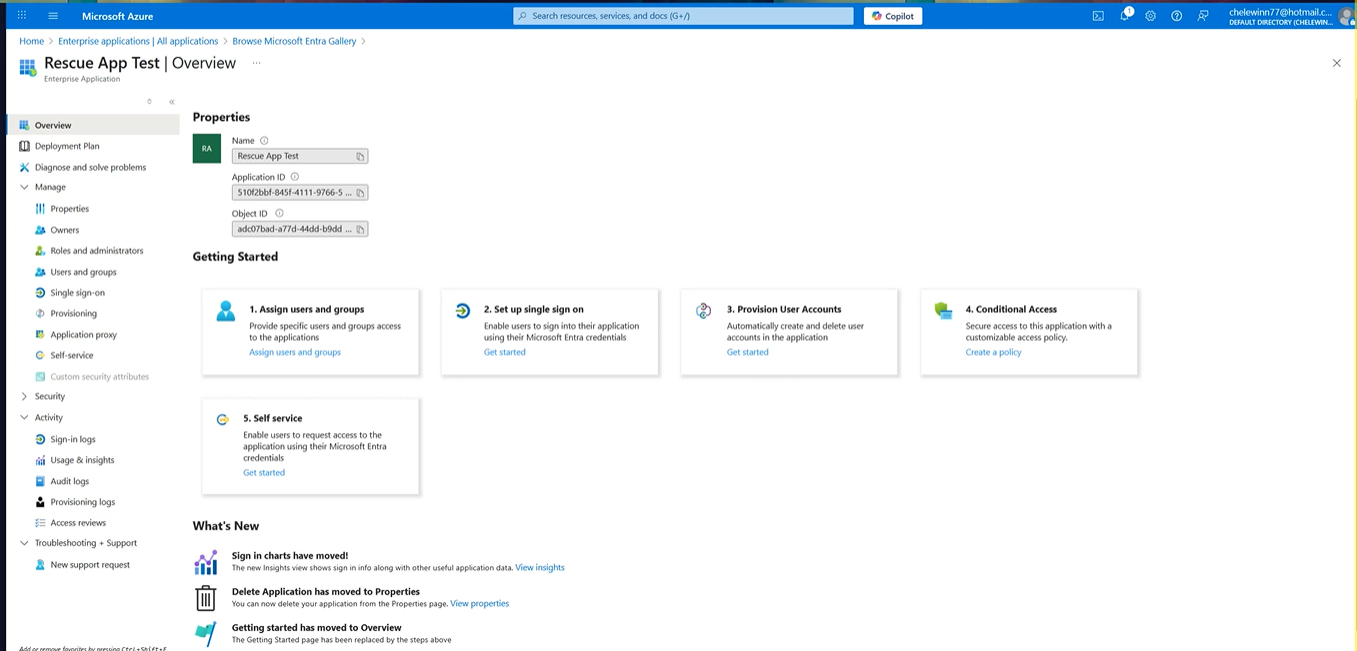 Microsoft Azure
Search resources, services, and docs (G+/)
Copilot
1
chelewinn77@hotmail.c...
DEFAULT DIRECTORY (CHELEWIN...
Home > Enterprise applications | All applications > Browse Microsoft Entra Gallery >
Rescue App Test | Overview ...
Enterprise Application
Overview
Deployment Plan
Diagnose and solve problems
Manage
Properties
Owners
Roles and administrators
Users and groups
Single sign-on
Provisioning
Application proxy
Self-service
Custom security attributes
Security
Activity
Sign-in logs
Usage & insights
Audit logs
Provisioning logs
Access reviews
Troubleshooting + Support
New support request
Add or remove favorites by pressing Ctrl+Shift+F
Properties
RA
Name
Rescue App Test
Application ID
510f2bbf-845f-4111-9766-5 ...
Object ID
adc07bad-a77d-44dd-b9dd ...
Getting Started
1. Assign users and groups
Provide specific users and groups access
to the applications
Assign users and groups
2. Set up single sign on
Enable users to sign into their application
using their Microsoft Entra credentials
Get started
3. Provision User Accounts
Automatically create and delete user
accounts in the application
Get started
4. Conditional Access
Secure access to this application with a
customizable access policy.
Create a policy
5. Self service
Enable users to request access to the
application using their Microsoft Entra
credentials
Get started
What's New
Sign in charts have moved!
The new Insights view shows sign in info along with other useful application data. View insights
Delete Application has moved to Properties
You can now delete your application from the Properties page. View properties
Getting started has moved to Overview
The Getting Started page has been replaced by the steps above